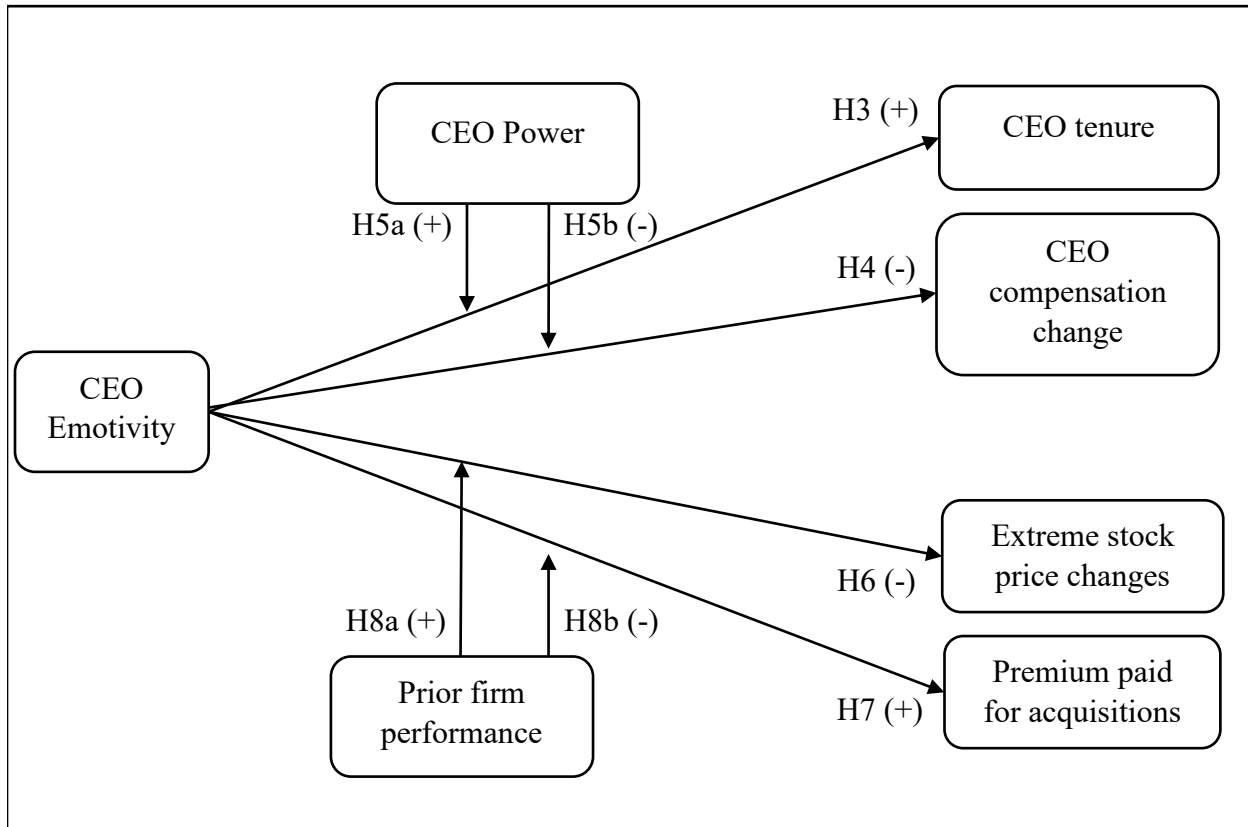 CEO Power
H3 (+)
CEO tenure
H5a (+)
H5b (-)
H4 (-)
CEO
compensation
change
CEO
Emotivity
Extreme stock
price changes
H6 (-)
H8a (+)
H8b (-)
Prior firm
performance
Premium paid
for acquisitions
H7 (+)